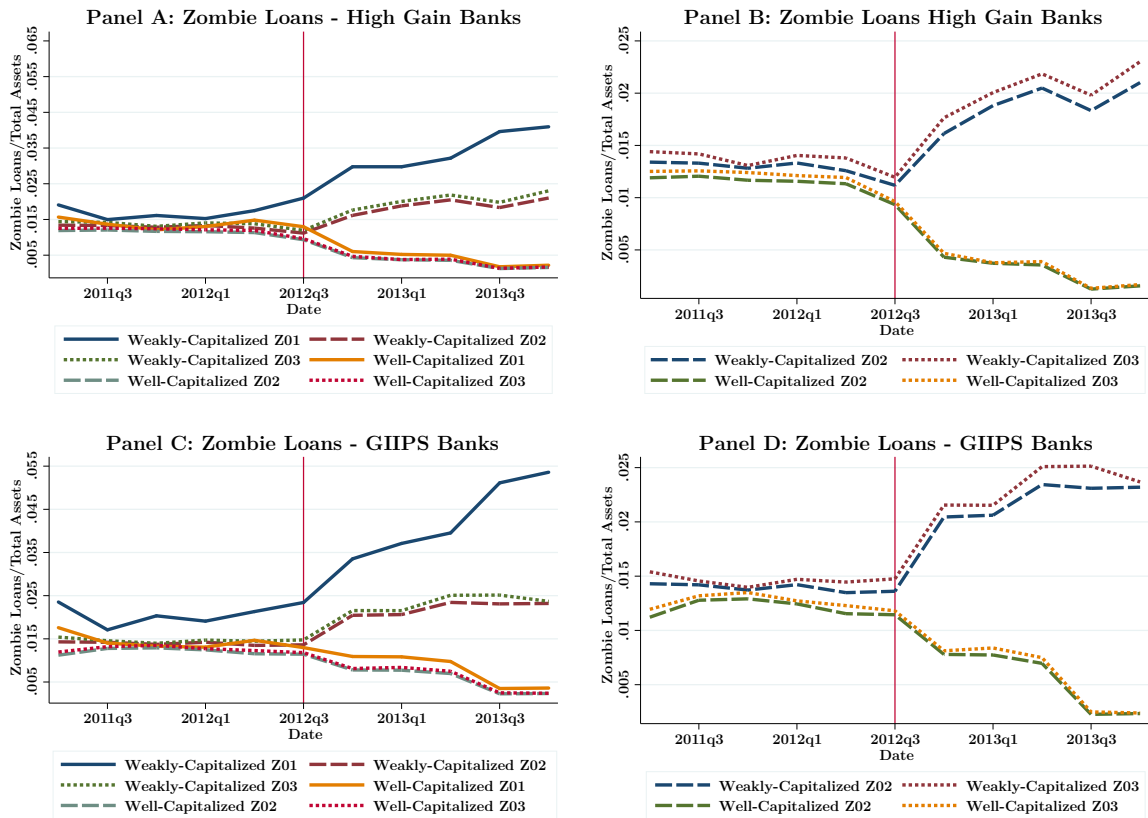 Panel A: Zombie Loans - High Gain Banks
Zombie Loans/Total Assets
.065
.055
.045
.035
.025
.015
.005
2011q3
2012q1
2012q3
2013q1
2013q3
Date
Weakly-Capitalized Z01
Weakly-Capitalized Z02
Weakly-Capitalized Z03
Well-Capitalized Z01
Well-Capitalized Z02
Well-Capitalized Z03
Panel B: Zombie Loans High Gain Banks
Zombie Loans/Total Assets
.025
.02
.015
.01
.005
2011q3
2012q1
2012q3
2013q1
2013q3
Date
Weakly-Capitalized Z02
Weakly-Capitalized Z03
Well-Capitalized Z02
Well-Capitalized Z03
Panel C: Zombie Loans - GIIPS Banks
Zombie Loans/Total Assets
.055
.045
.035
.025
.015
.005
2011q3
2012q1
2012q3
2013q1
2013q3
Date
Weakly-Capitalized Z01
Weakly-Capitalized Z02
Weakly-Capitalized Z03
Well-Capitalized Z01
Well-Capitalized Z02
Well-Capitalized Z03
Panel D: Zombie Loans - GIIPS Banks
Zombie Loans/Total Assets
.025
.02
.015
.01
.005
2011q3
2012q1
2012q3
2013q1
2013q3
Date
Weakly-Capitalized Z02
Weakly-Capitalized Z03
Well-Capitalized Z02
Well-Capitalized Z03